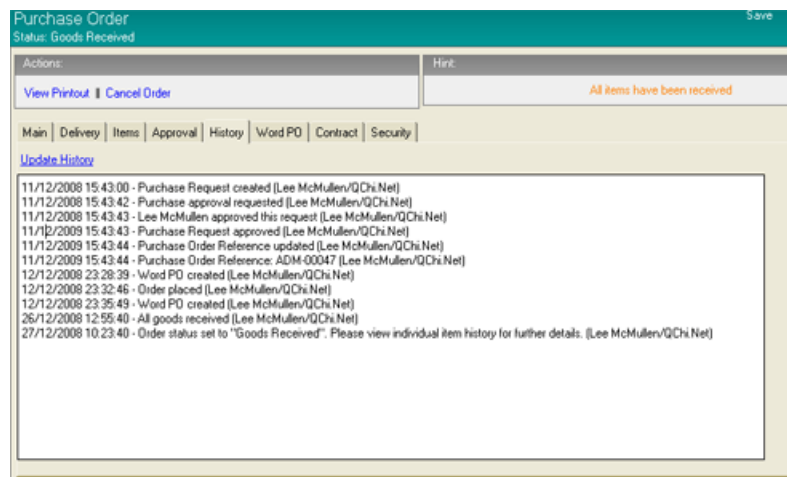 Purchase Order
Save
Status: Goods Received
Actions:
Hint:
View Printout || Cancel Order
All items have been received
Main | Delivery | Items | Approval | History | Word PO | Contract | Security |
Update History
11/12/2008 15:43:00 - Purchase Request created (Lee McMullen/QChi.Net)
11/12/2008 15:43:42 - Purchase approval requested (Lee McMullen/QChi.Net)
11/12/2008 15:43:43 - Lee McMullen approved this request (Lee McMullen/QChi.Net)
11/12/2009 15:43:43 - Purchase Request approved (Lee McMullen/QChi.Net)
11/12/2009 15:43:44 - Purchase Order Reference updated (Lee McMullen/QChi.Net)
11/12/2009 15:43:44 - Purchase Order Reference: ADM-00047 (Lee McMullen/QChi.Net)
12/12/2008 23:28:39 - Word PO created (Lee McMullen/QChi.Net)
12/12/2008 23:32:46 - Order placed (Lee McMullen/QChi.Net)
12/12/2008 23:35:49 - Word PO created (Lee McMullen/QChi.Net)
26/12/2008 12:55:40 - All goods received (Lee McMullen/QChi.Net)
27/12/2008 10:23:40 - Order status set to "Goods Received". Please view individual item history for further details. (Lee McMullen/QChi.Net)